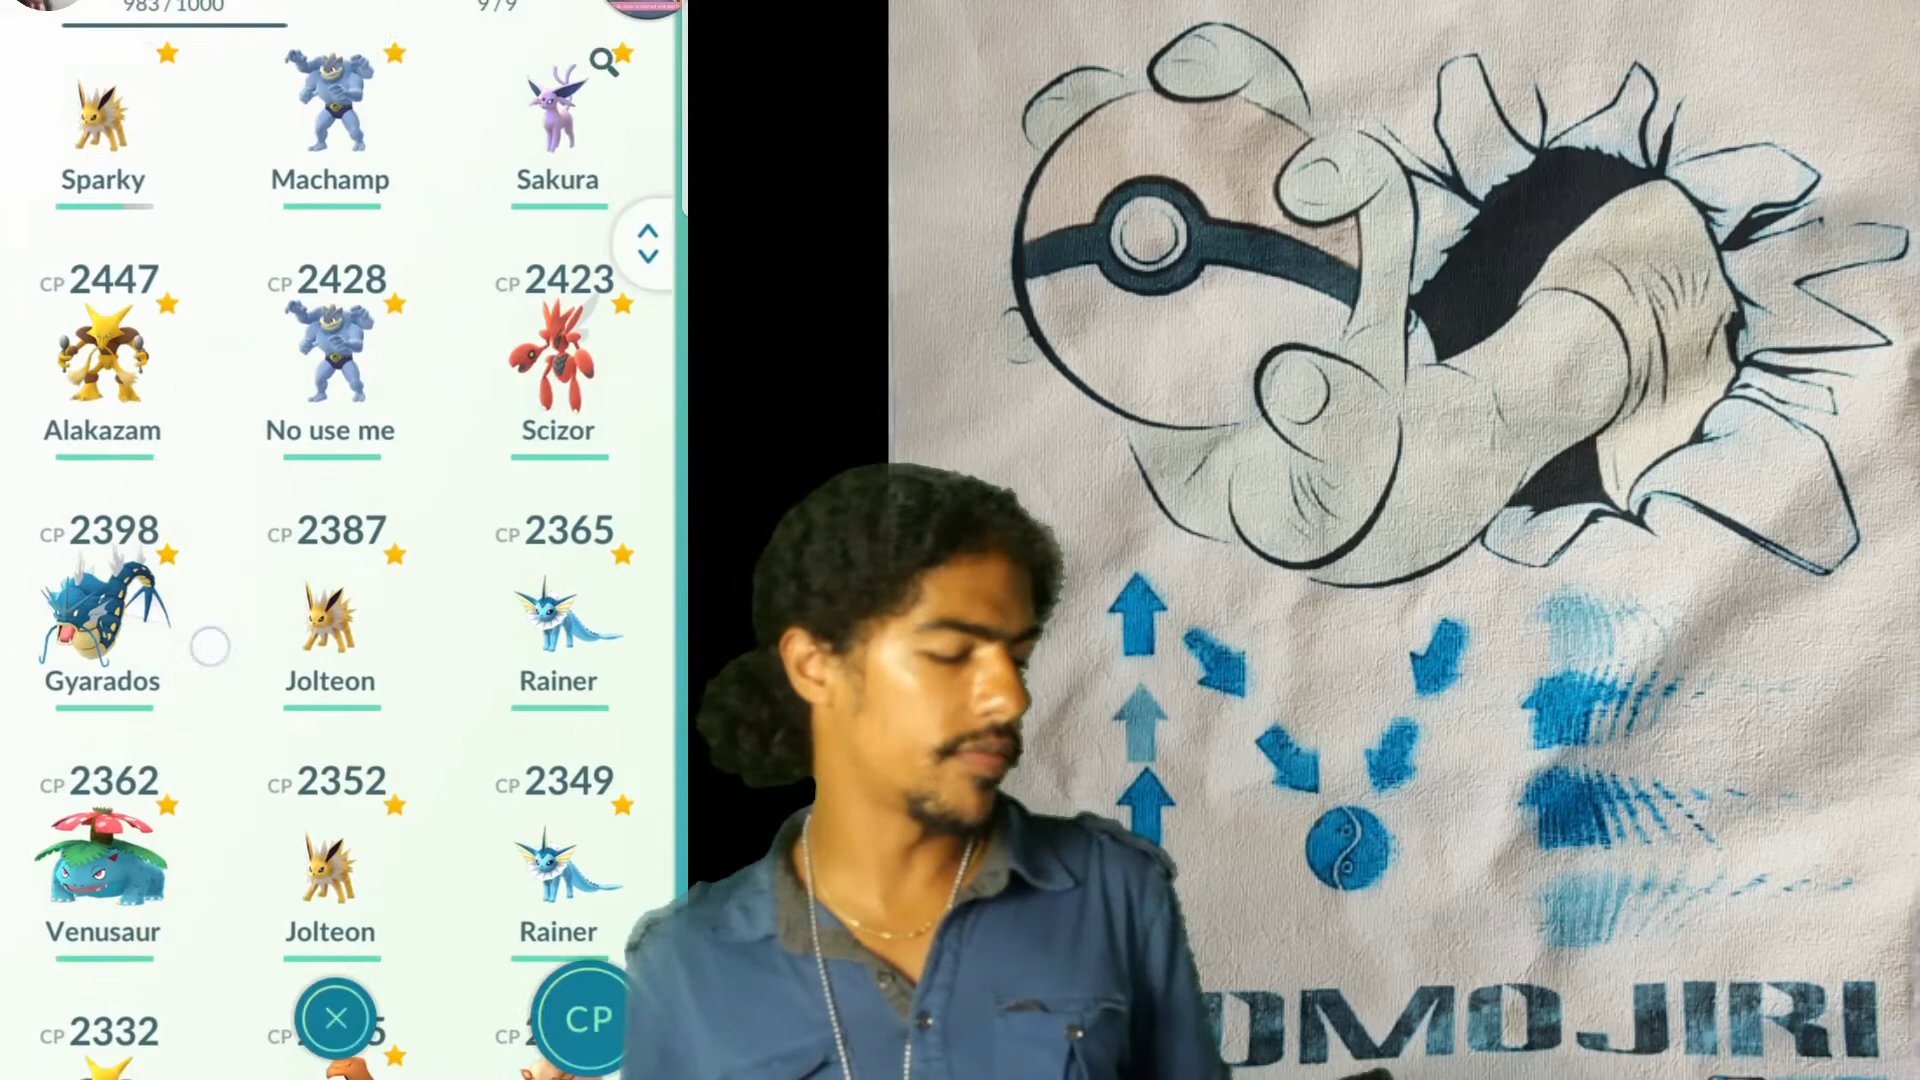 983 / 1000
9 / 9
Sparky
Machamp
Sakura
CP 2447
CP 2428
CP 2423
Alakazam
No use me
Scizor
CP 2398
CP 2387
CP 2365
Gyarados
Jolteon
Rainer
CP 2362
CP 2352
CP 2349
Venusaur
Jolteon
Rainer
CP 2332
CP
CP
CP
OMOJIRI